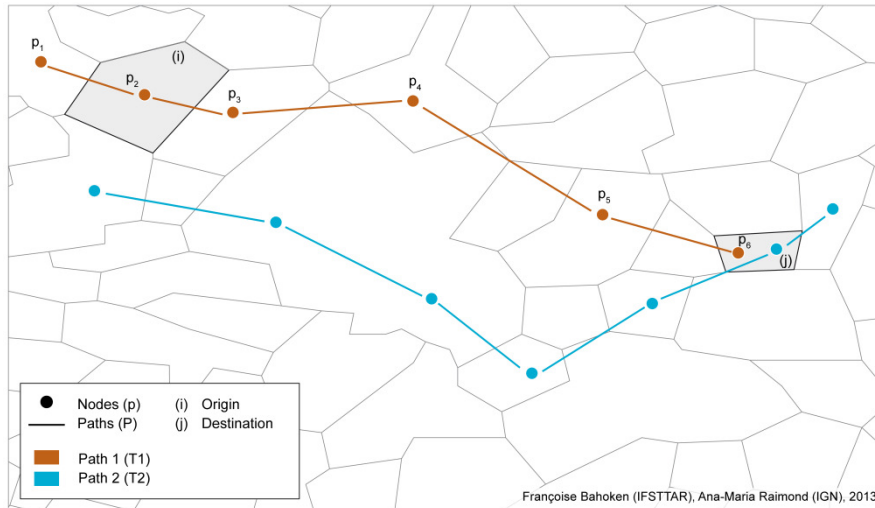 p1
(i)
p2
p3
p4
p5
p6
(j)
Nodes (p) (i) Origin
Paths (P) (j) Destination
Path 1 (T1)
Path 2 (T2)
Françoise Bahoken (IFSTTAR), Ana-Maria Raimond (IGN), 2013